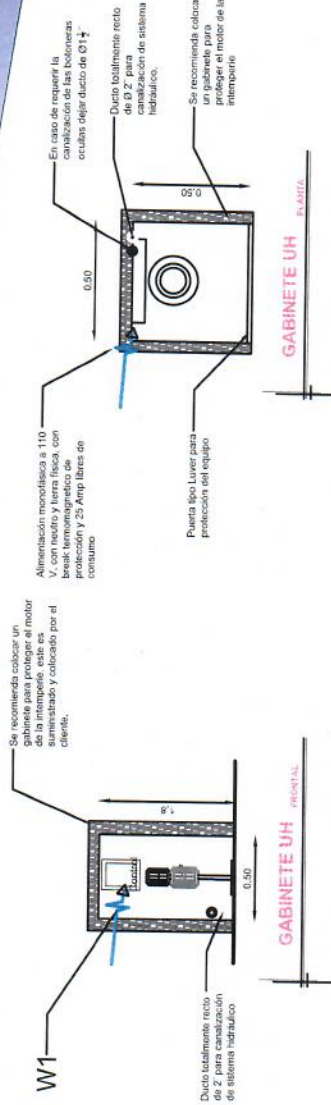 W1
Se recomienda colocar un
gabinete para proteger el motor
de la intemperie, este es
suministrado y colocado por el
cliente.
control
1,8
0.50
Ducto totalmente recto
de 2" para canalización
de sistema hidráulico
GABINETE UH FRONTAL
Alimentación monofásica a 110
V, con neutro y tierra física, con
break termomagnetico de
protección y 25 Amp libres de
consumo
0.50
0.50
En caso de requerir la
canalización de las botoneras
ocultas dejar ducto de Ø1½"
Ducto totalmente recto
de Ø 2" para
canalización de sistema
hidráulico.
Se recomienda coloca
un gabinete para
proteger el motor de la
intemperie
Puerta tipo Luver para
protección del equipo
GABINETE UH PLANTA